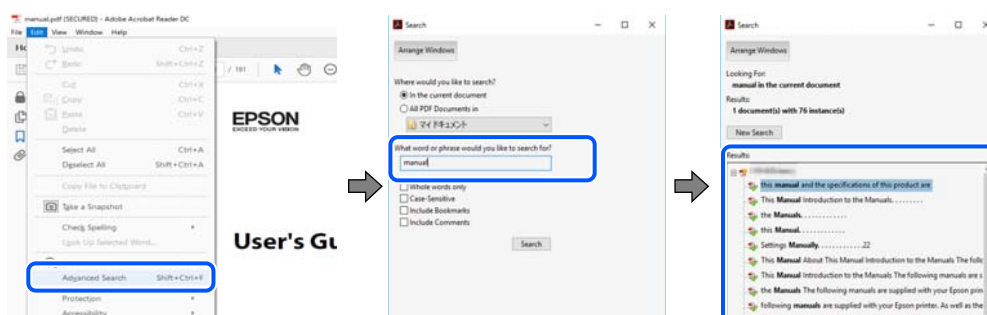 manual.pdf (SECURED) - Adobe Acrobat Reader DC
File Edit View Window Help
Undo Ctrl+Z
Redo Shift+Ctrl+Z
Cut Ctrl+X
Copy Ctrl+C
Paste Ctrl+V
Delete
Select All Ctrl+A
Deselect All Shift+Ctrl+A
Copy File to Clipboard
Take a Snapshot
Check Spelling
Look Up Selected Word...
Advanced Search Shift+Ctrl+F
Protection
Accessibility
/ 191
EPSON
EXCEED YOUR VISION
User's Gu
Search
Arrange Windows
Where would you like to search?
In the current document
All PDF Documents in
マイドキュメント
What word or phrase would you like to search for?
manual
Whole words only
Case-Sensitive
Include Bookmarks
Include Comments
Search
Search
Arrange Windows
Looking For:
manual in the current document
Results:
1 document(s) with 76 instance(s)
New Search
Results:
this manual and the specifications of this product are
This Manual Introduction to the Manuals. . . . . . . . .
the Manuals. . . . . . . . . . . . .
this Manual. . . . . . . . . . . . .
Settings Manually. . . . . . . . . . . . .22
This Manual About This Manual Introduction to the Manuals The follo
This Manual Introduction to the Manuals The following manuals are s
the Manuals The following manuals are supplied with your Epson prin
following manuals are supplied with your Epson printer. As well as the